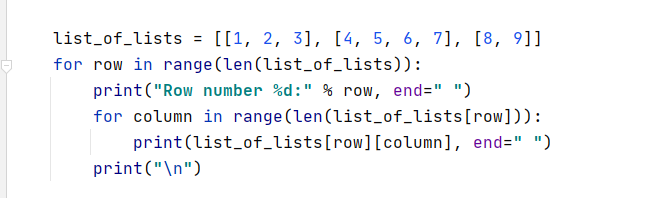 list_of_lists = [[1, 2, 3], [4, 5, 6, 7], [8, 9]]
for row in range(len(list_of_lists)):
    print("Row number %d:" % row, end=" ")
    for column in range(len(list_of_lists[row])):
        print(list_of_lists[row][column], end=" ")
    print("\n")